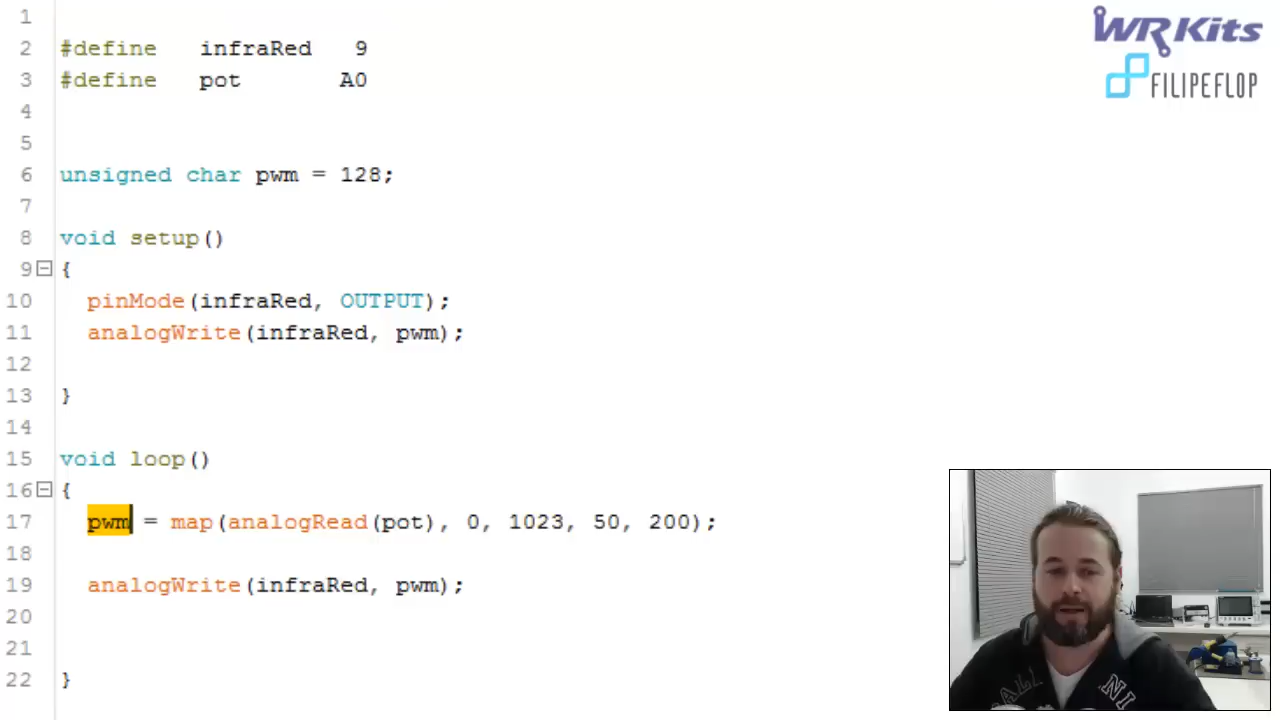 1
2 #define infraRed 9
3 #define pot A0
4
5
6 unsigned char pwm = 128;
7
8 void setup()
9 {
10 pinMode(infraRed, OUTPUT);
11 analogWrite(infraRed, pwm);
12
13 }
14
15 void loop()
16 {
17 pwm = map(analogRead(pot), 0, 1023, 50, 200);
18
19 analogWrite(infraRed, pwm);
20
21
22 }
WR Kits
FILIPEFLOP